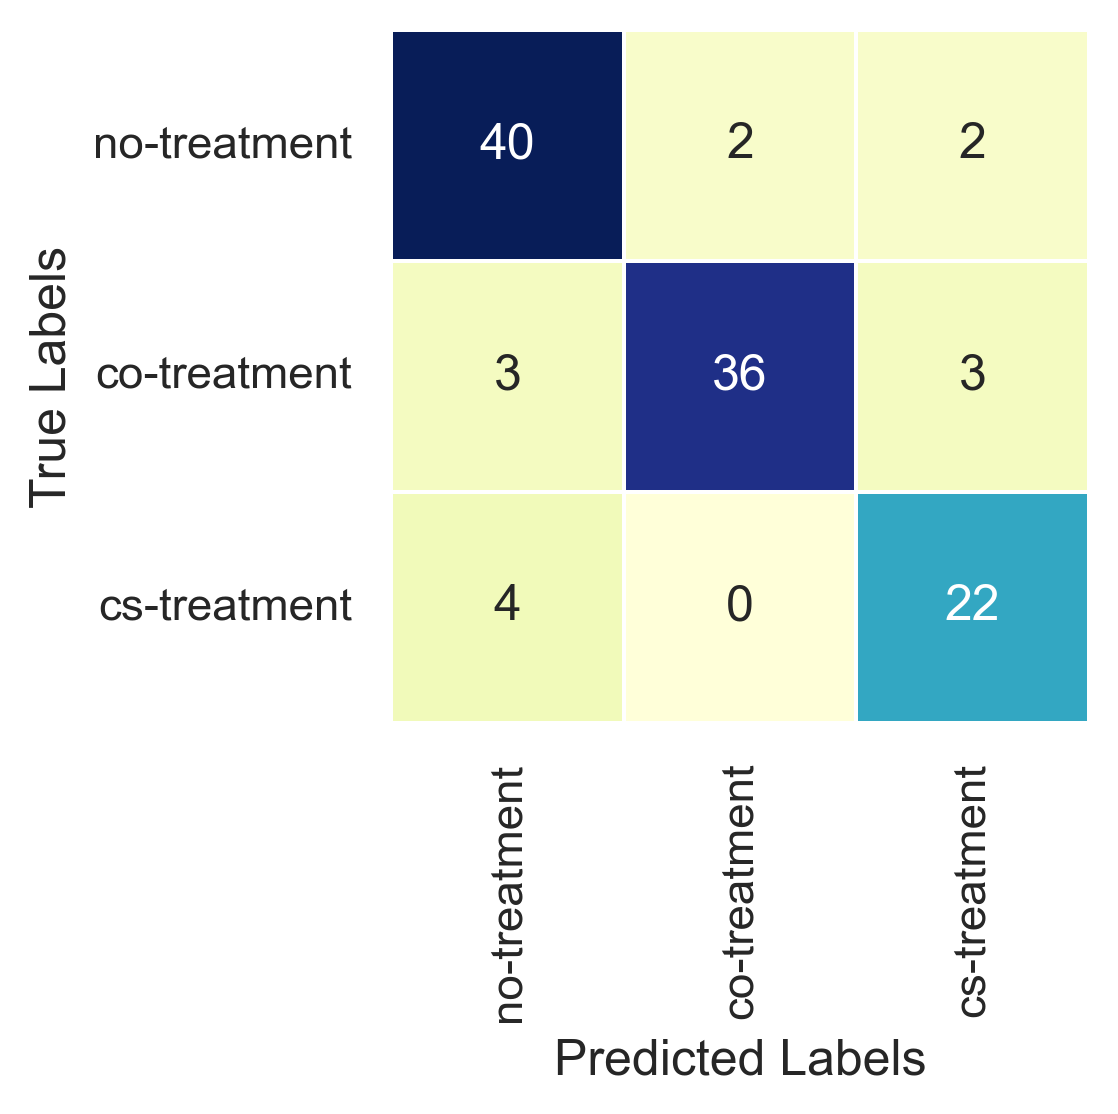 True Labels
no-treatment 40 2 2
co-treatment 3 36 3
cs-treatment 4 0 22
no-treatment
co-treatment
cs-treatment
Predicted Labels